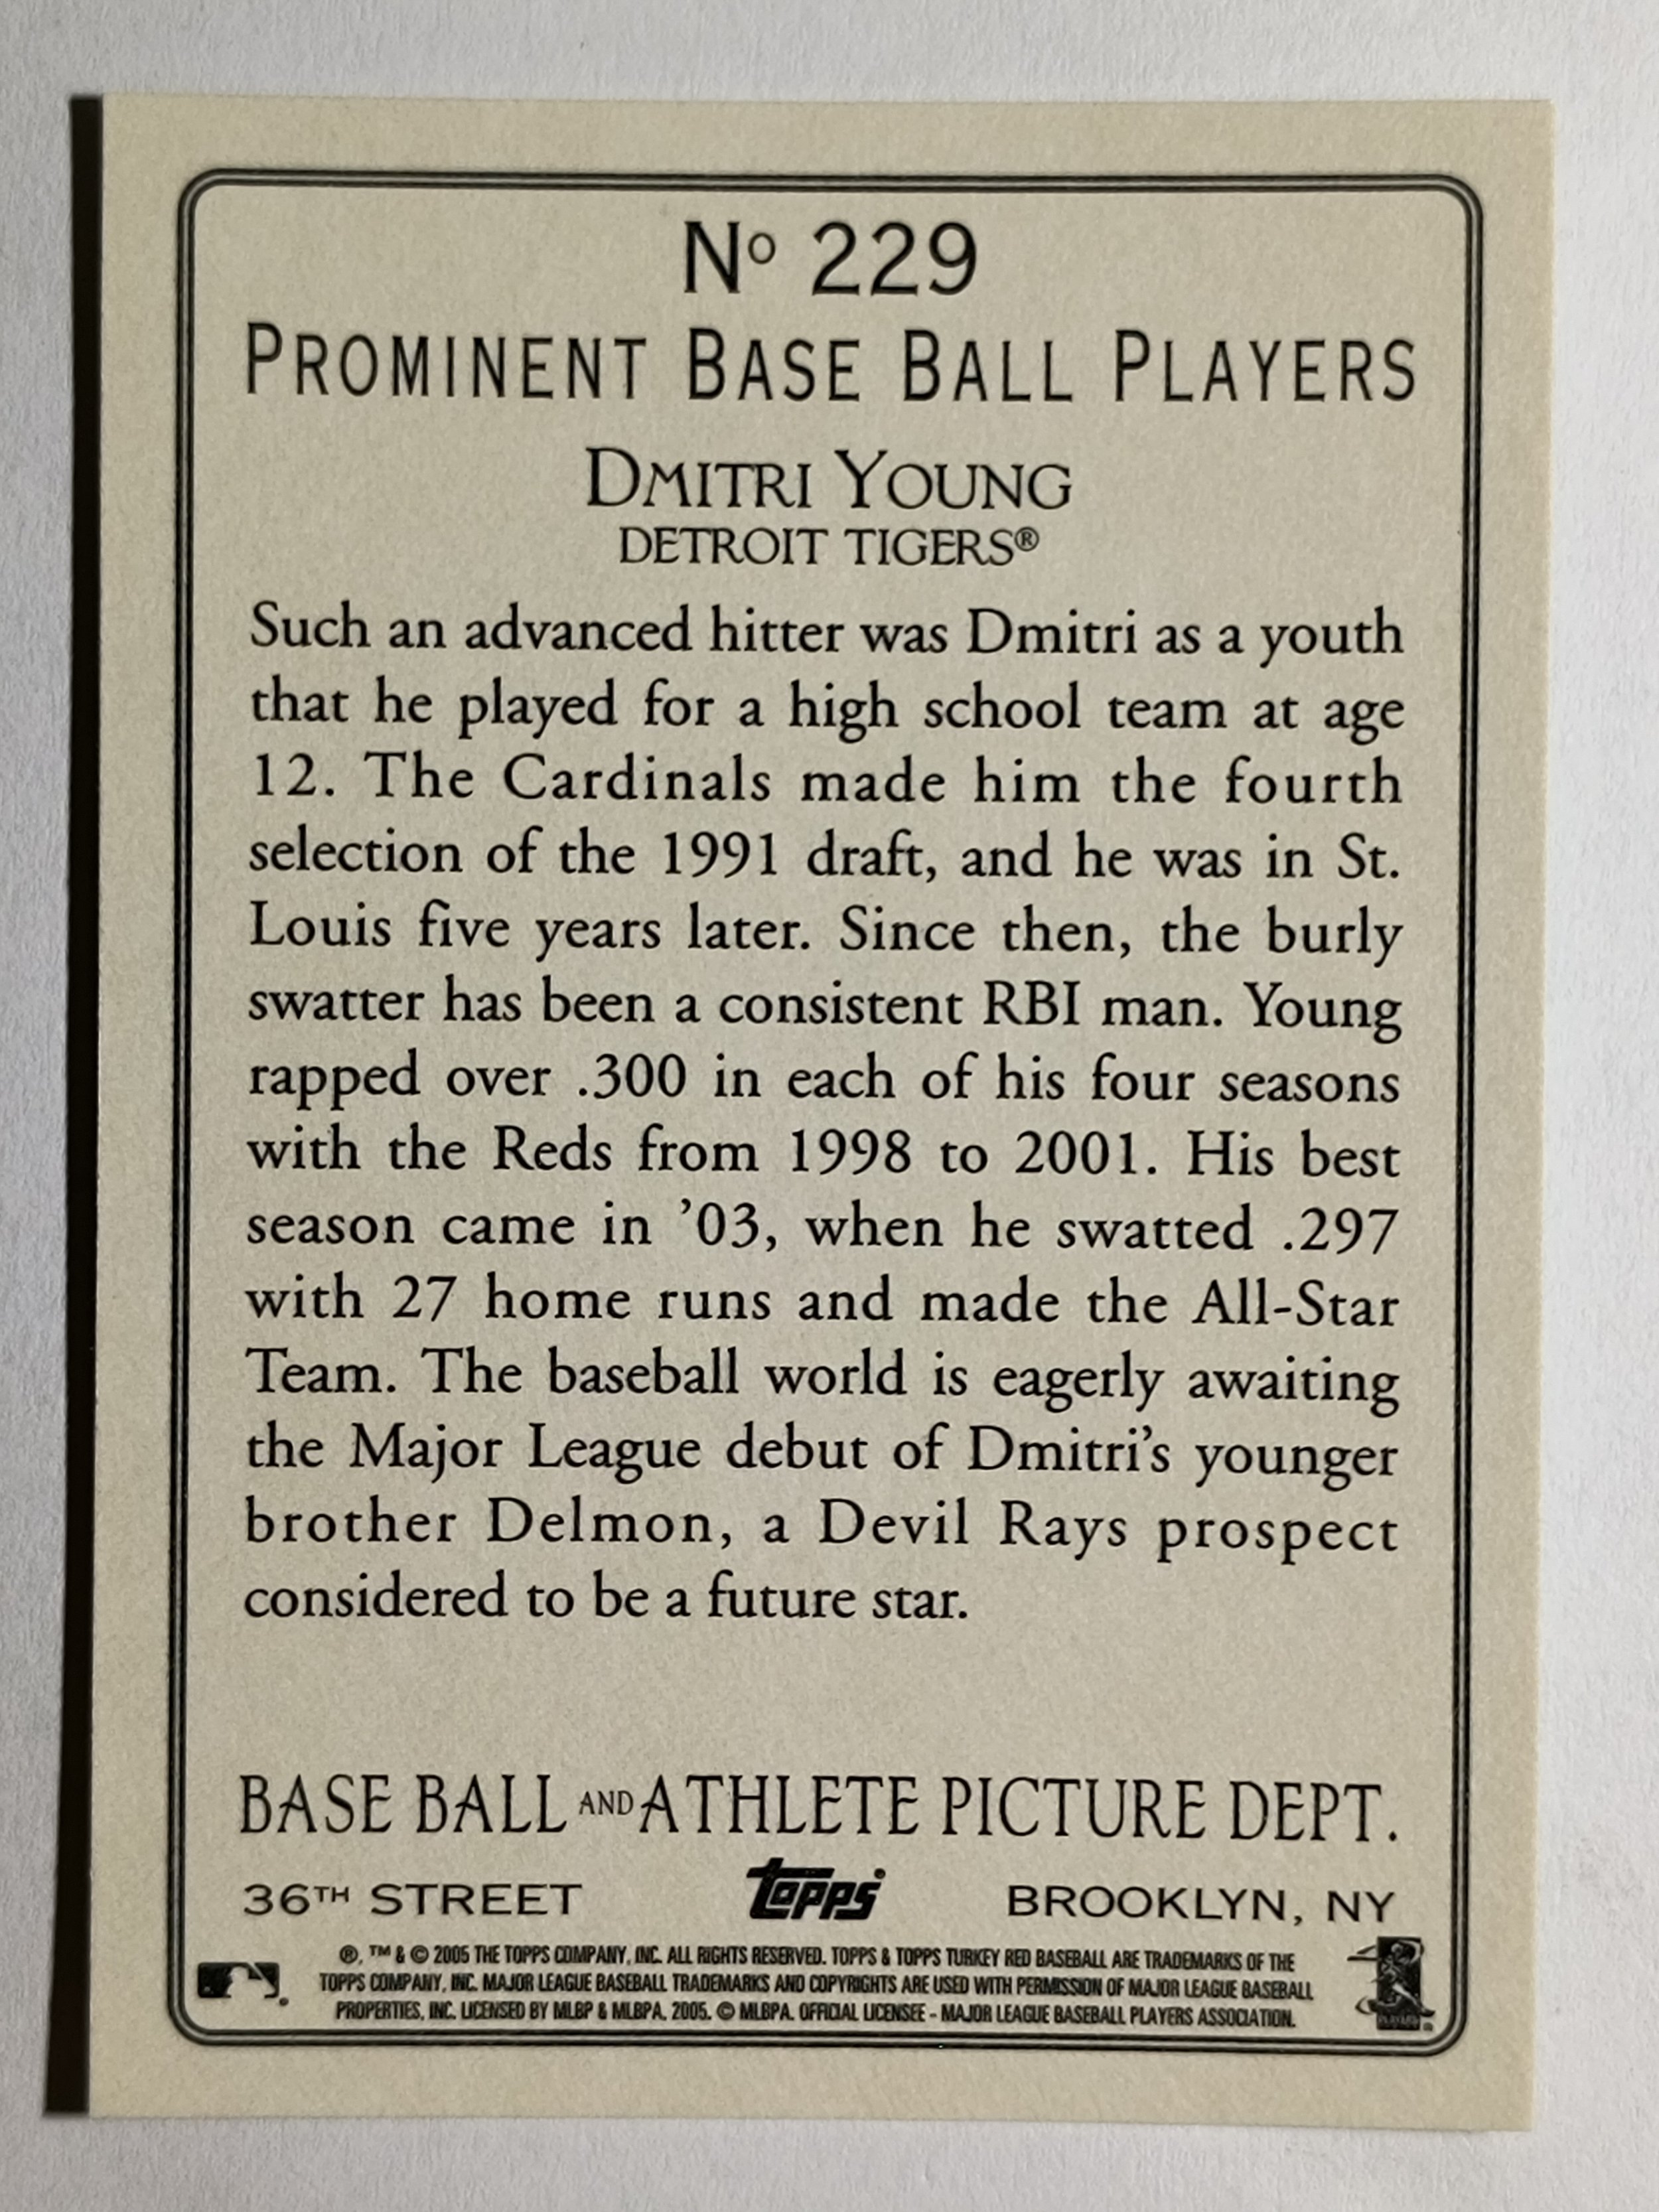 No 229
PROMINENT BASE BALL PLAYERS
DMITRI YOUNG
DETROIT TIGERS®
Such an advanced hitter was Dmitri as a youth
that he played for a high school team at age
12. The Cardinals made him the fourth
selection of the 1991 draft, and he was in St.
Louis five years later. Since then, the burly
swatter has been a consistent RBI man. Young
rapped over .300 in each of his four seasons
with the Reds from 1998 to 2001. His best
season came in ’03, when he swatted .297
with 27 home runs and made the All-Star
Team. The baseball world is eagerly awaiting
the Major League debut of Dmitri’s younger
brother Delmon, a Devil Rays prospect
considered to be a future star.
BASE BALL AND ATHLETE PICTURE DEPT.
36TH STREET topps BROOKLYN, NY
®, ™ & © 2005 THE TOPPS COMPANY, INC. ALL RIGHTS RESERVED. TOPPS & TOPPS TURKEY RED BASEBALL ARE TRADEMARKS OF THE
TOPPS COMPANY, INC. MAJOR LEAGUE BASEBALL TRADEMARKS AND COPYRIGHTS ARE USED WITH PERMISSION OF MAJOR LEAGUE BASEBALL
PROPERTIES, INC. LICENSED BY MLBP & MLBPA. 2005. © MLBPA. OFFICIAL LICENSEE - MAJOR LEAGUE BASEBALL PLAYERS ASSOCIATION.